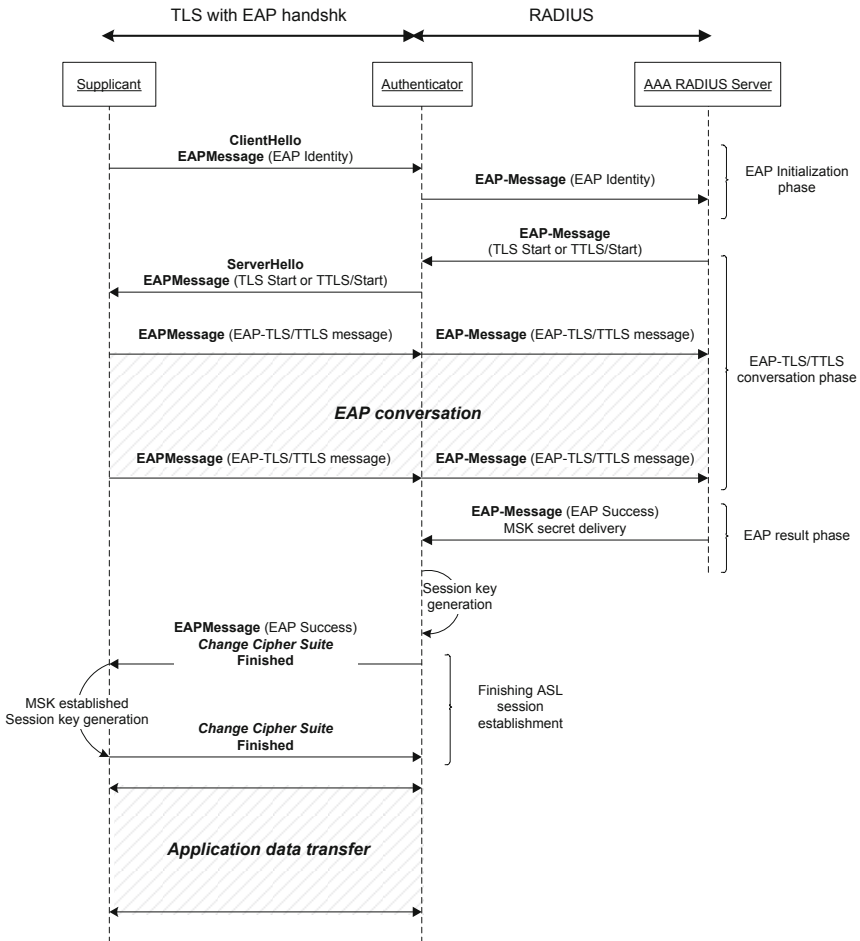 TLS with EAP handshk
RADIUS
Supplicant
Authenticator
AAA RADIUS Server
ClientHello
EAPMessage (EAP Identity)
EAP-Message (EAP Identity)
EAP Initialization
phase
EAP-Message
(TLS Start or TTLS/Start)
ServerHello
EAPMessage (TLS Start or TTLS/Start)
EAPMessage (EAP-TLS/TTLS message)
EAP-Message (EAP-TLS/TTLS message)
EAP-TLS/TTLS
conversation phase
EAP conversation
EAPMessage (EAP-TLS/TTLS message)
EAP-Message (EAP-TLS/TTLS message)
EAP-Message (EAP Success)
MSK secret delivery
EAP result phase
Session key
generation
EAPMessage (EAP Success)
Change Cipher Suite
Finished
MSK established
Session key generation
Finishing ASL
session
establishment
Change Cipher Suite
Finished
Application data transfer